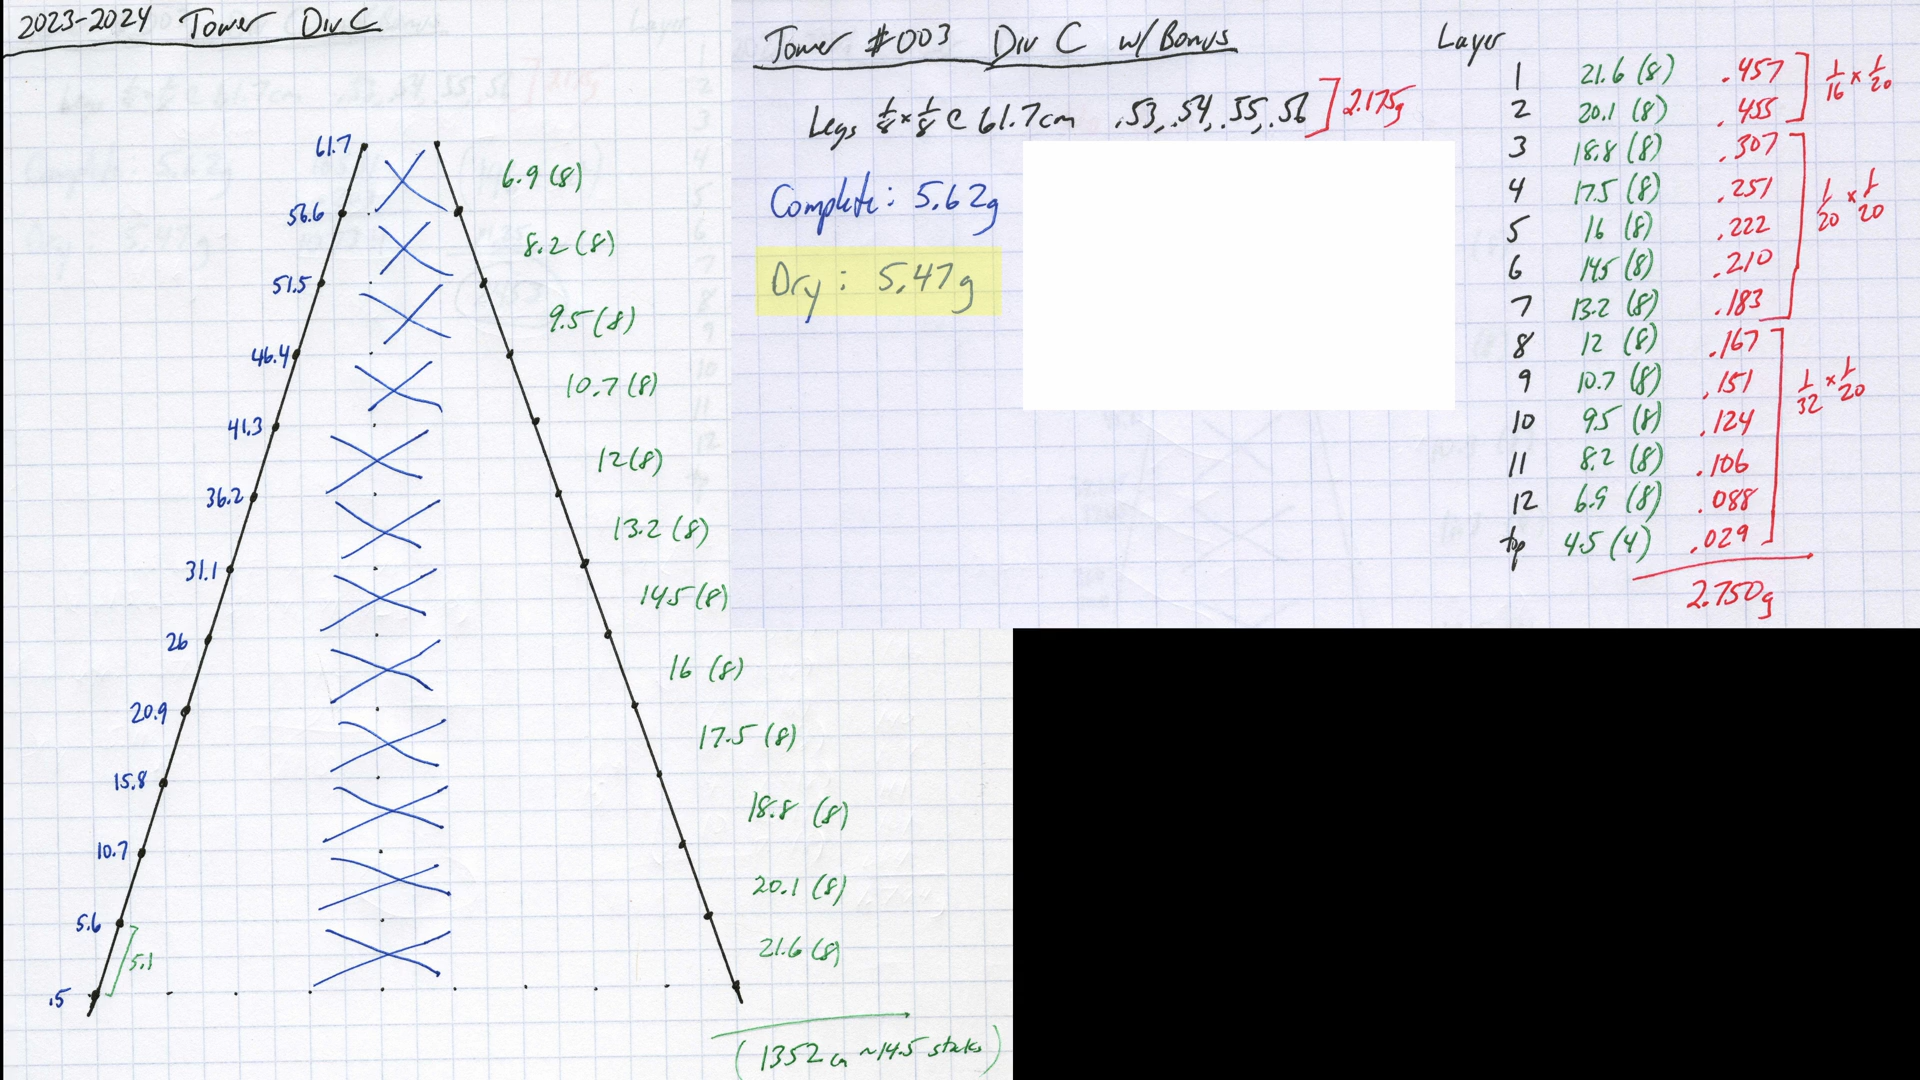 2023-2024 Tower Div C
61.7
56.6
51.5
46.4
41.3
36.2
31.1
26
20.9
15.8
10.7
5.6
5.1
.5
6.9 (8)
8.2 (8)
9.5 (8)
10.7 (8)
12 (8)
13.2 (8)
14.5 (8)
16 (8)
17.5 (8)
18.8 (8)
20.1 (8)
21.6 (8)
(1352 cm ~14.5 sticks)
Tower #003 Div C w/ Bonus
Legs 1/8 x 1/8 @ 61.7cm .53, .54, .55, .56 ] 2.175g
Complete: 5.62g
Dry: 5.47g
Layer
1 21.6 (8) .457
2 20.1 (8) .455
1/16 x 1/20
3 18.8 (8) .307
4 17.5 (8) .251
5 16 (8) .222
6 14.5 (8) .210
7 13.2 (8) .183
1/20 x 1/20
8 12 (8) .167
9 10.7 (8) .151
10 9.5 (8) .124
11 8.2 (8) .106
12 6.9 (8) .088
top 4.5 (4) .029
1/32 x 1/20
2.750g